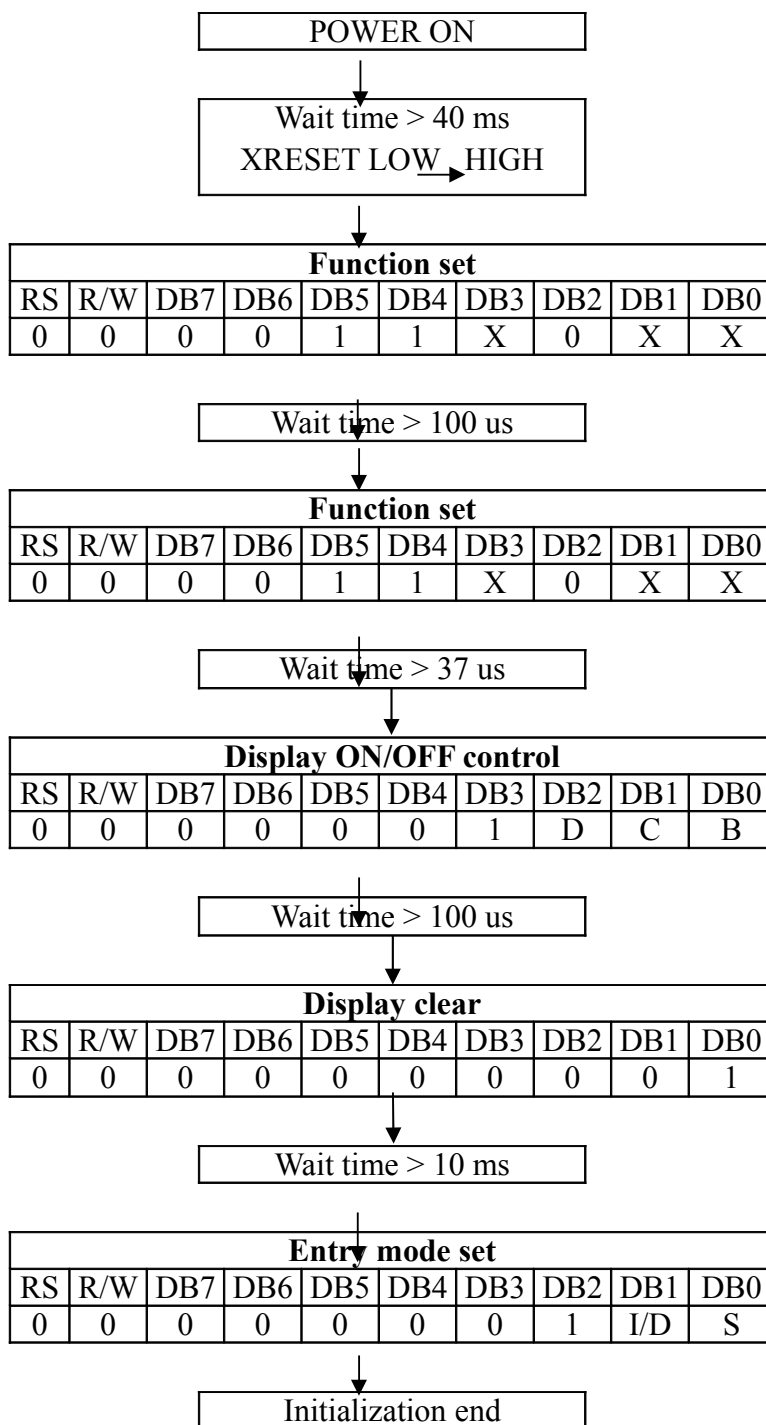 POWER ON
Wait time > 40 ms
XRESET LOW HIGH
Function set
RS R/W DB7 DB6 DB5 DB4 DB3 DB2 DB1 DB0
0 0 0 0 1 1 X 0 X X
Wait time > 100 us
Function set
RS R/W DB7 DB6 DB5 DB4 DB3 DB2 DB1 DB0
0 0 0 0 1 1 X 0 X X
Wait time > 37 us
Display ON/OFF control
RS R/W DB7 DB6 DB5 DB4 DB3 DB2 DB1 DB0
0 0 0 0 0 0 1 D C B
Wait time > 100 us
Display clear
RS R/W DB7 DB6 DB5 DB4 DB3 DB2 DB1 DB0
0 0 0 0 0 0 0 0 0 1
Wait time > 10 ms
Entry mode set
RS R/W DB7 DB6 DB5 DB4 DB3 DB2 DB1 DB0
0 0 0 0 0 0 0 1 I/D S
Initialization end